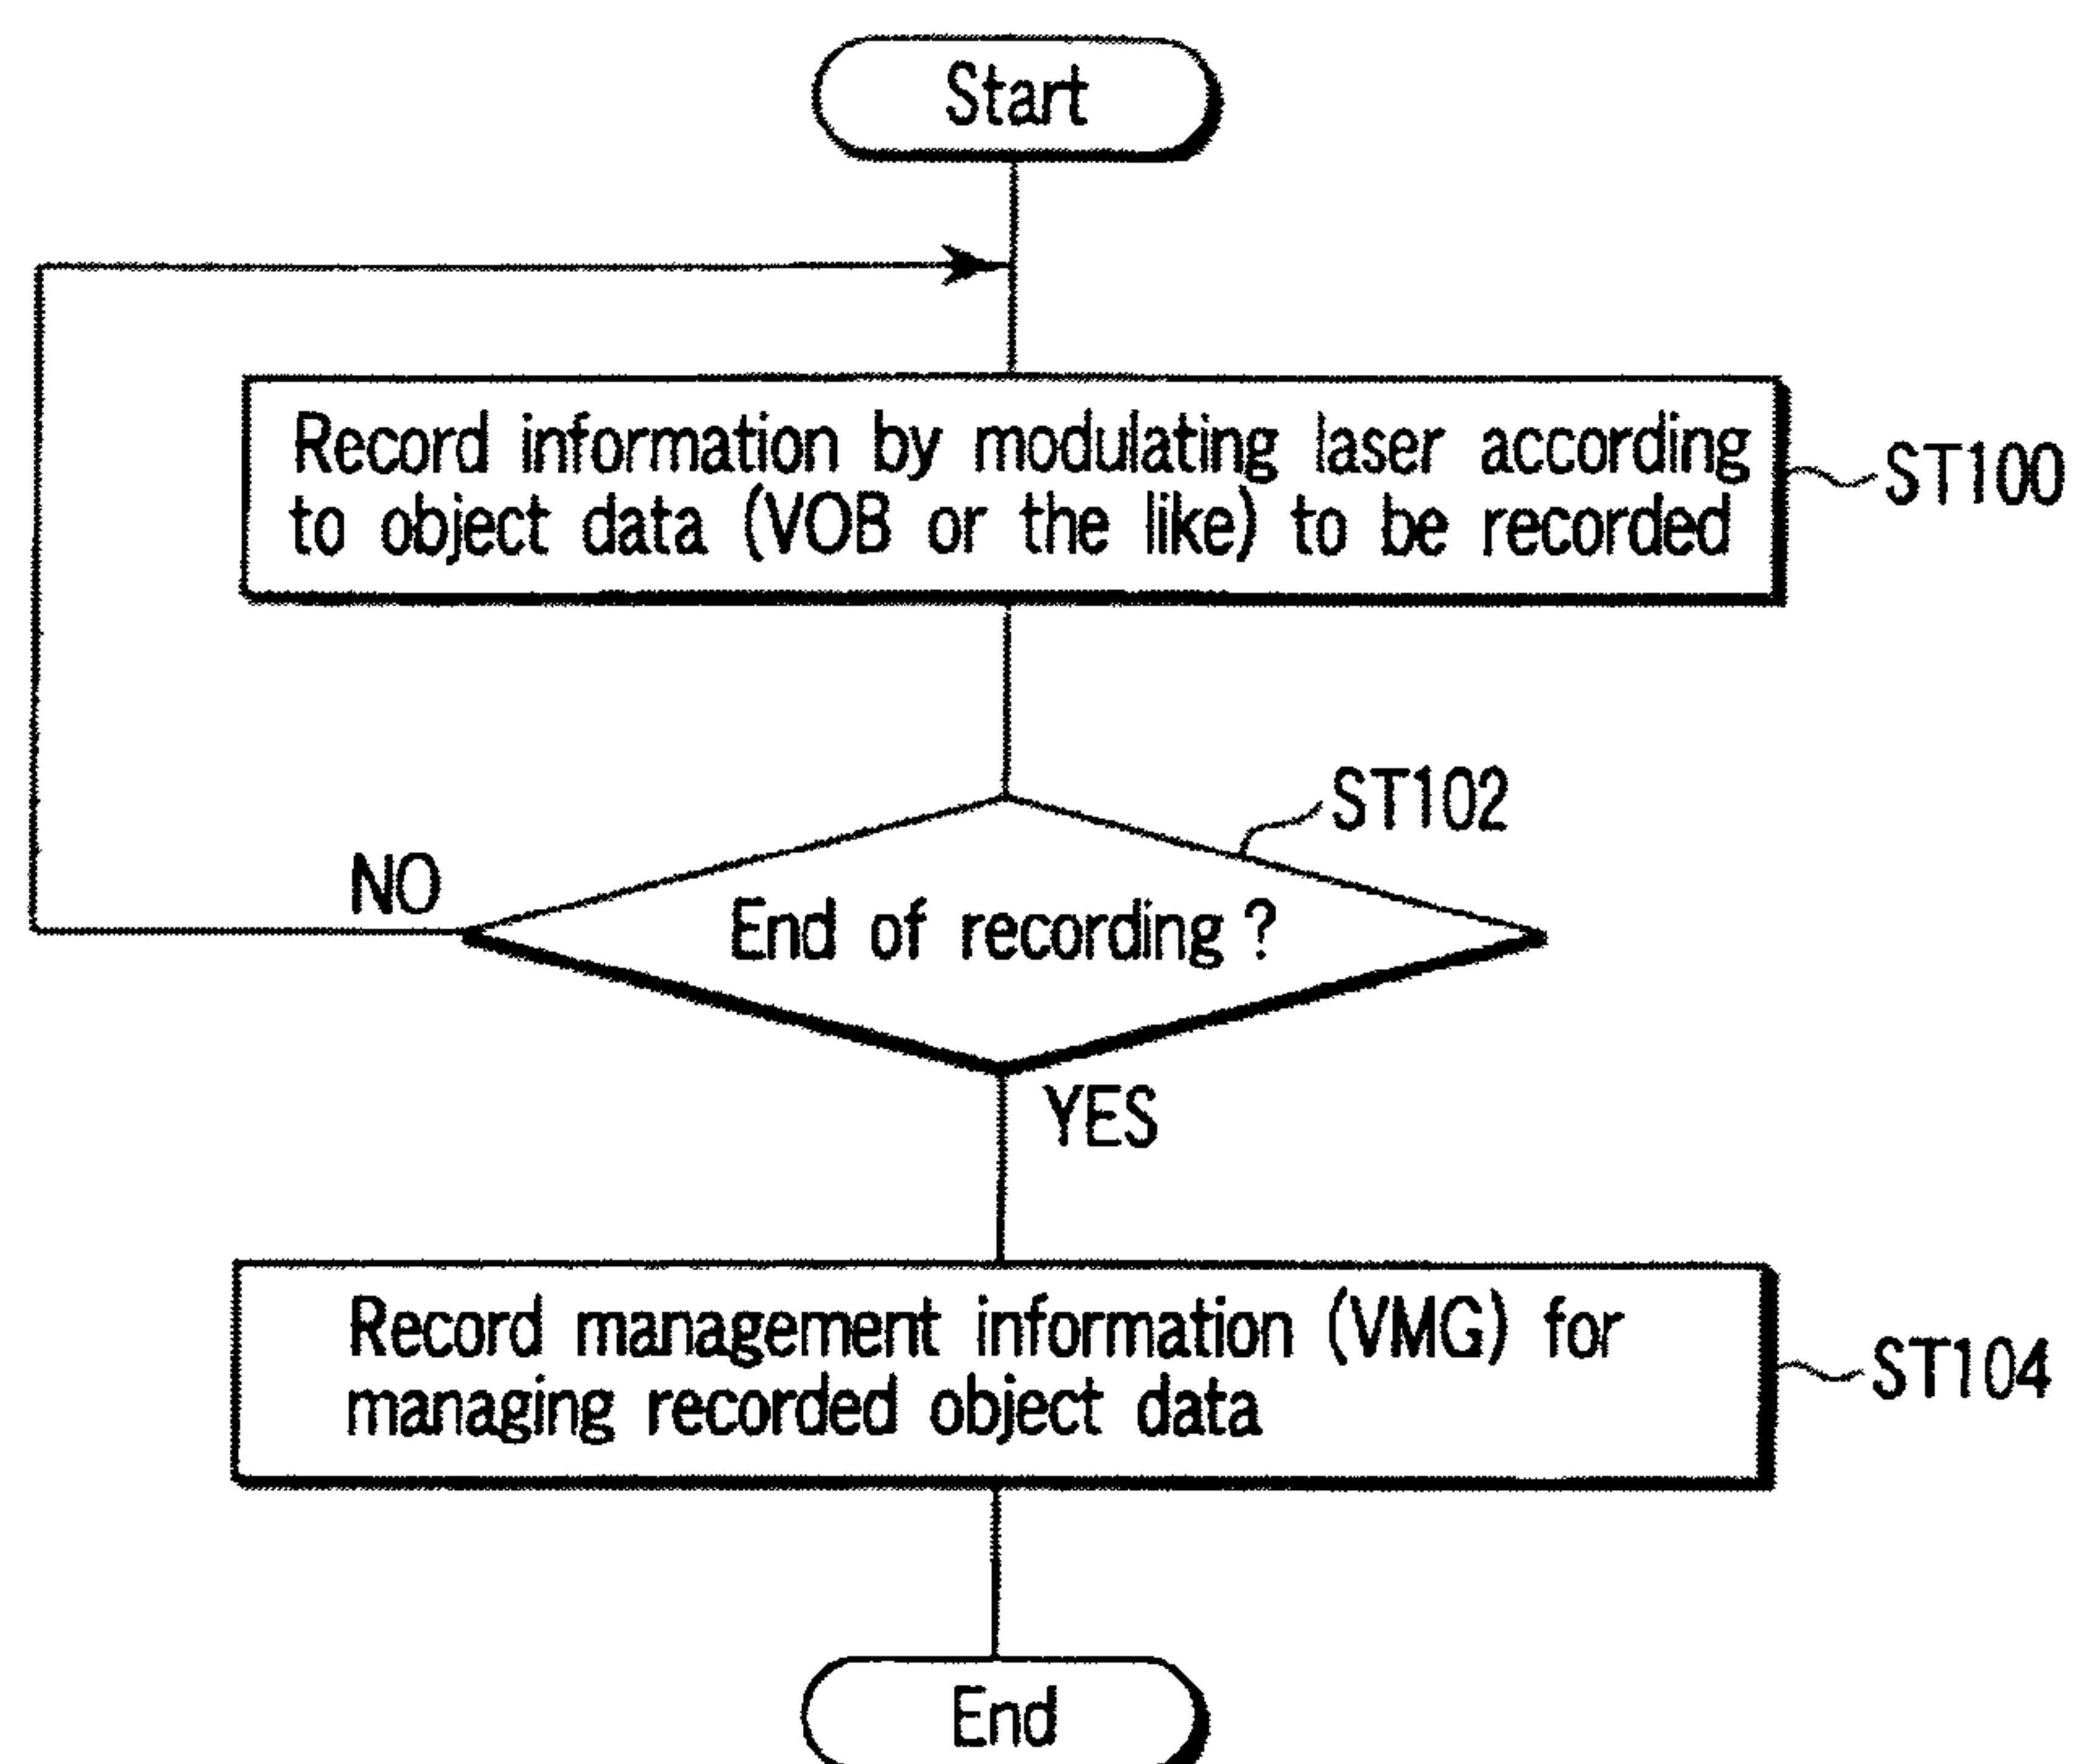 Start
Record information by modulating laser according
to object data (VOB or the like) to be recorded
ST100
ST102
NO
End of recording ?
YES
Record management information (VMG) for
managing recorded object data
ST104
End